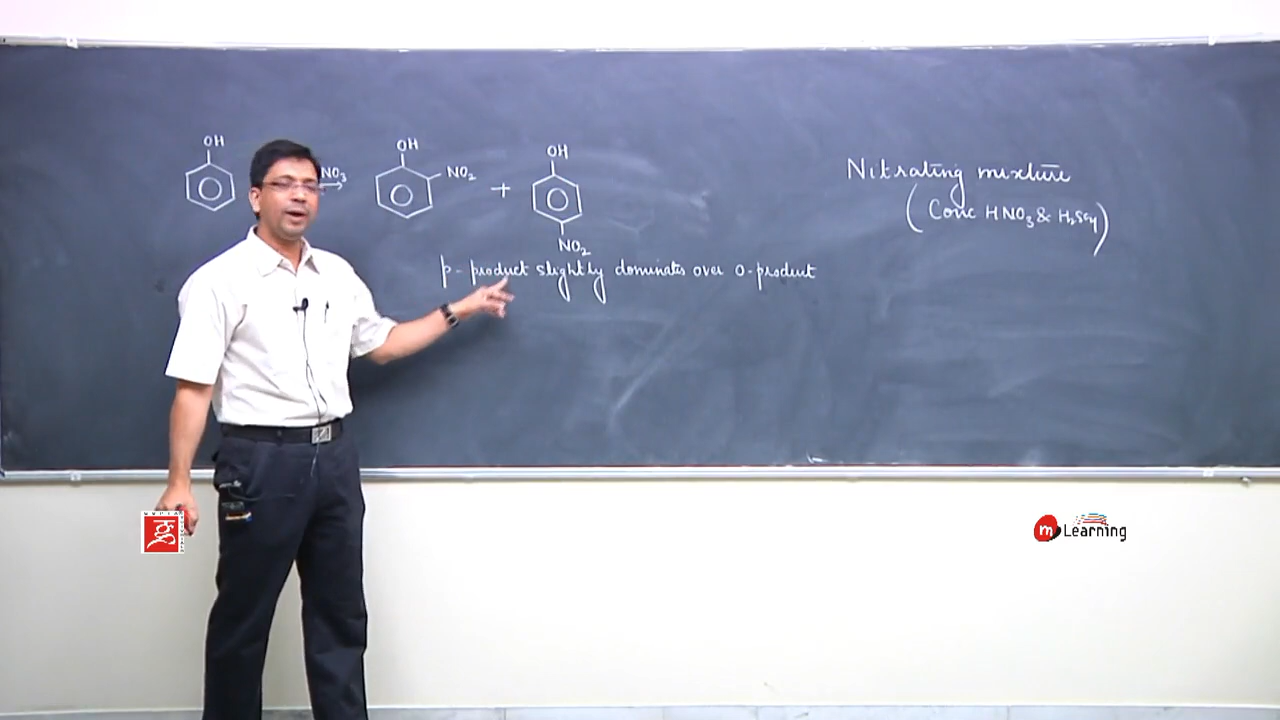 OH
NO3
OH
NO2
+
OH
NO2
p- product slightly dominates over o-product
Nitrating mixture
(Conc HNO3 & H2SO4)
m Learning